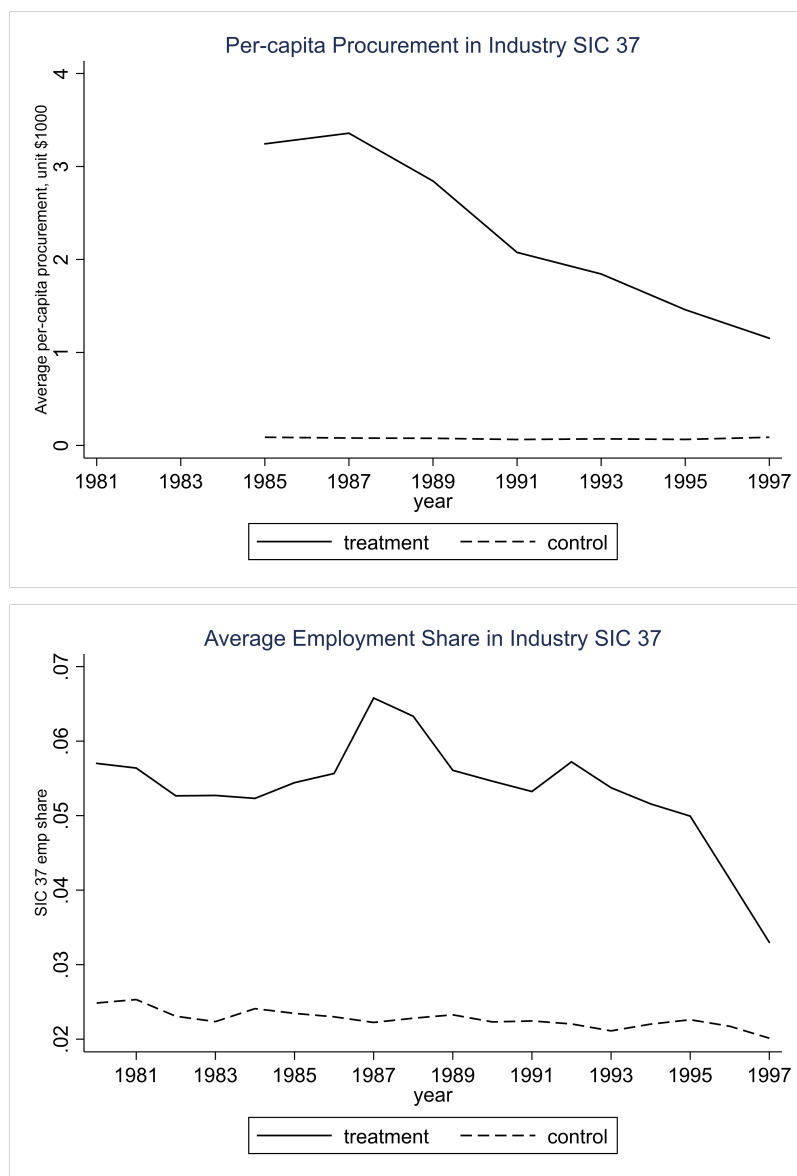 Per-capita Procurement in Industry SIC 37
Average per-capita procurement, unit $1000
4
3
2
1
0
1981 1983 1985 1987 1989 1991 1993 1995 1997
year
treatment control
Average Employment Share in Industry SIC 37
SIC 37 emp share
.07
.06
.05
.04
.03
.02
1981 1983 1985 1987 1989 1991 1993 1995 1997
year
treatment control